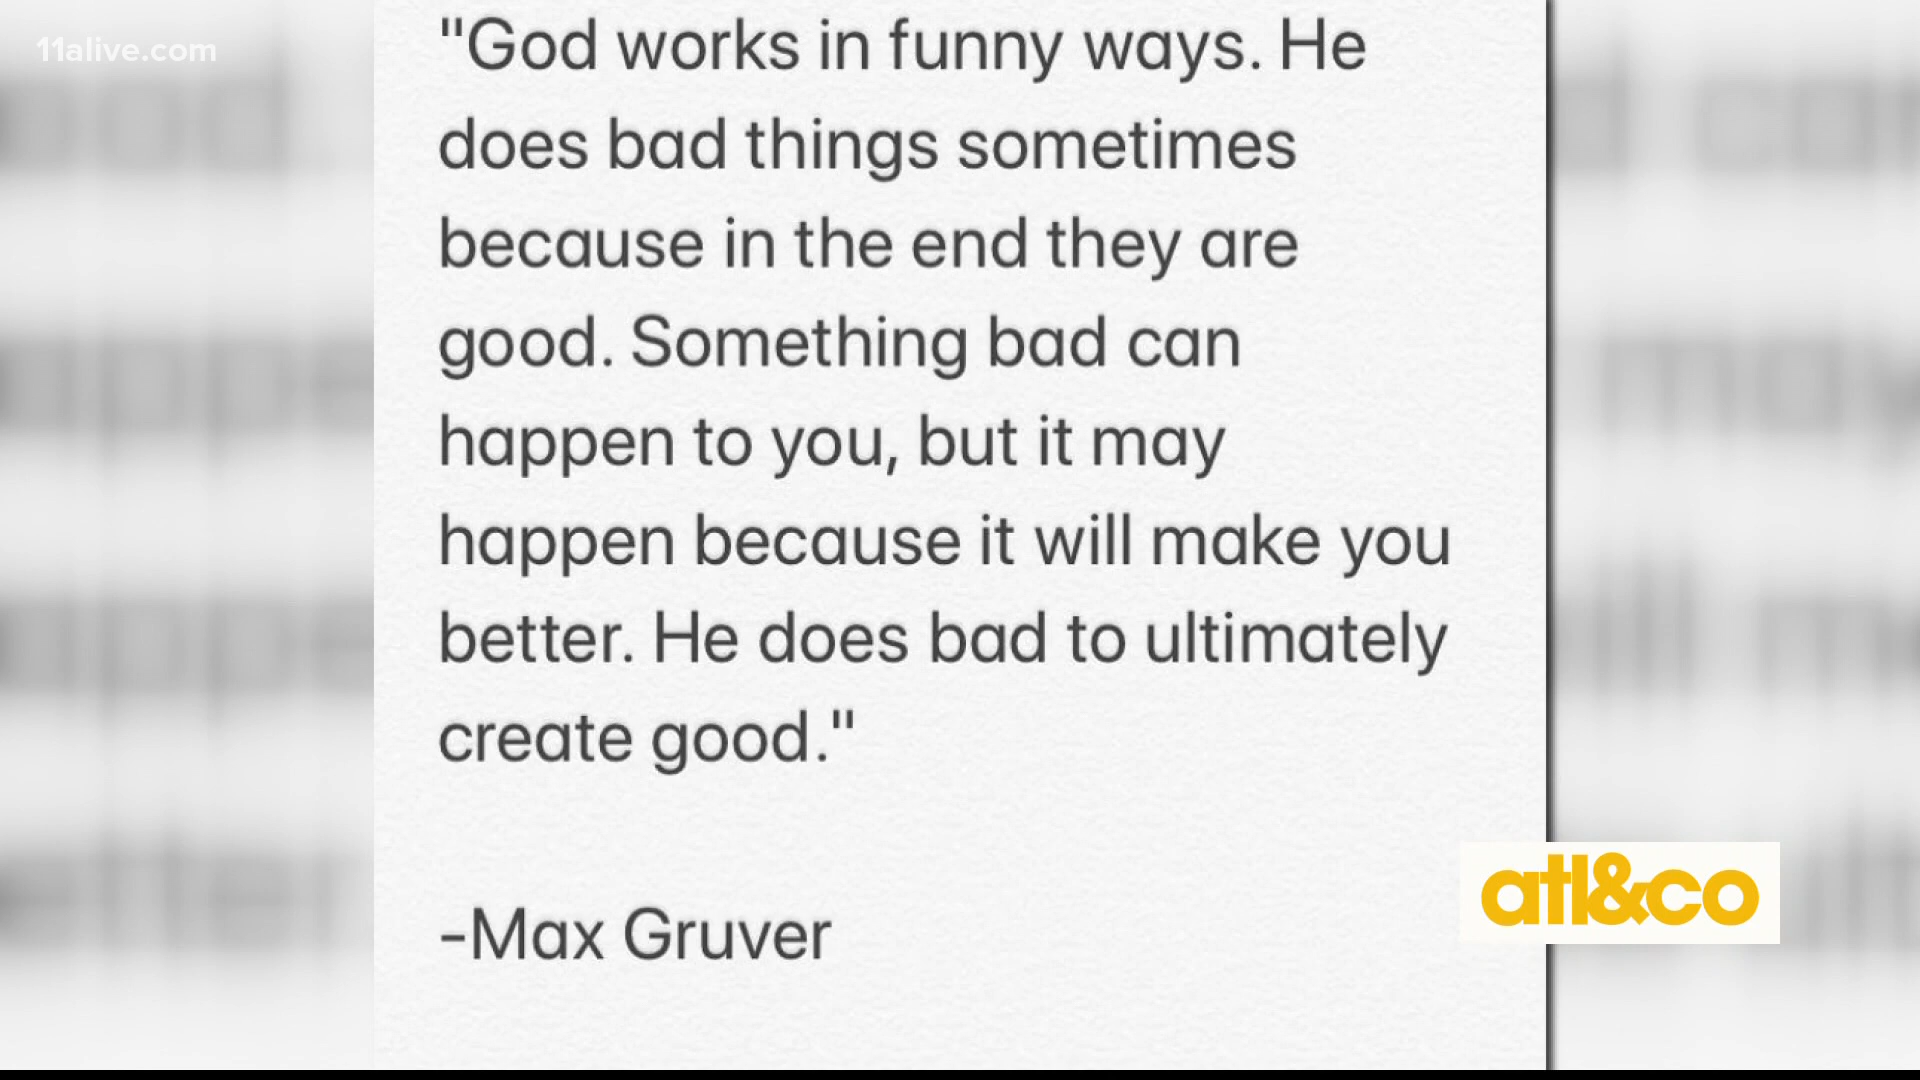 11alive.com
"God works in funny ways. He
does bad things sometimes
because in the end they are
good. Something bad can
happen to you, but it may
happen because it will make you
better. He does bad to ultimately
create good."
-Max Gruver
atl&co